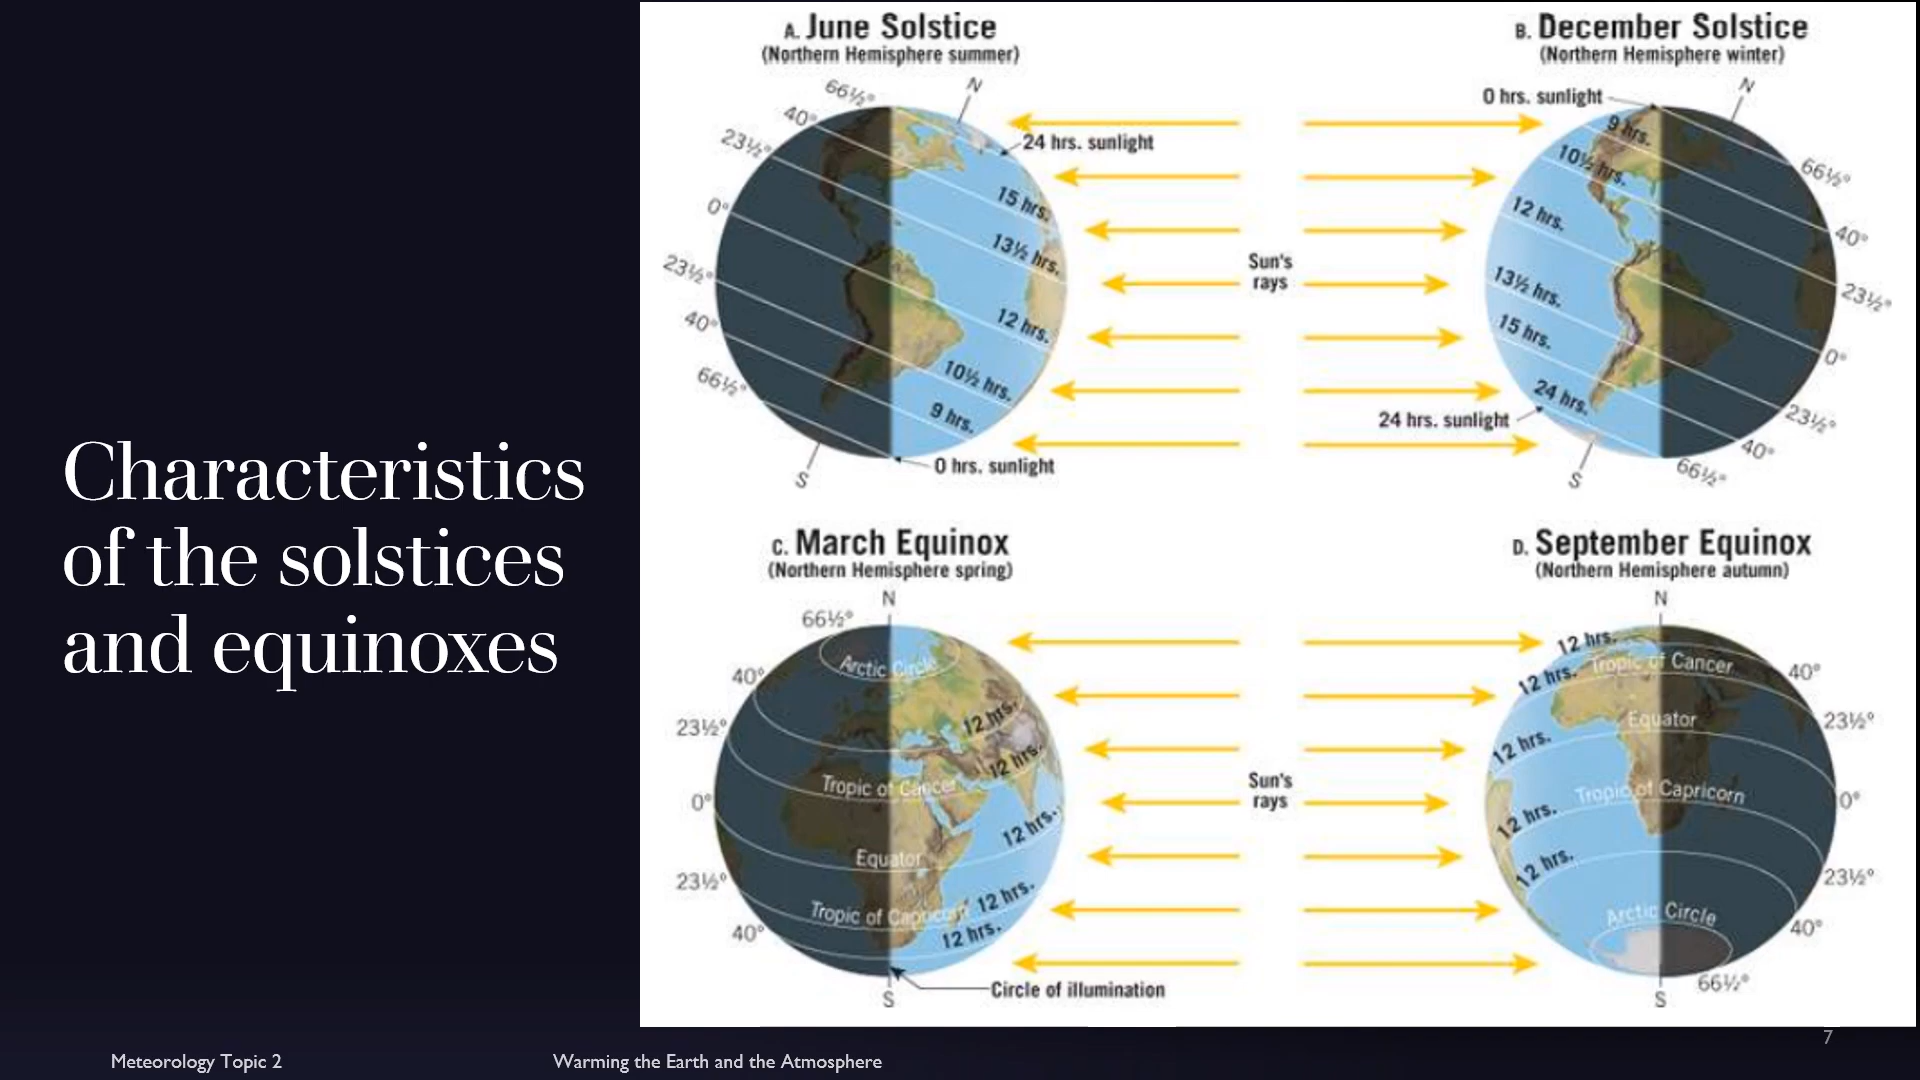 Characteristics
of the solstices
and equinoxes
A. June Solstice
(Northern Hemisphere summer)
N
66½°
40°
23½°
0°
23½°
40°
66½°
S
24 hrs. sunlight
15 hrs.
13½ hrs.
12 hrs.
10½ hrs.
9 hrs.
0 hrs. sunlight
Sun's
rays
B. December Solstice
(Northern Hemisphere winter)
N
0 hrs. sunlight
9 hrs.
10½ hrs.
12 hrs.
13½ hrs.
15 hrs.
24 hrs.
24 hrs. sunlight
66½°
40°
23½°
0°
23½°
40°
66½°
S
C. March Equinox
(Northern Hemisphere spring)
N
66½°
40°
23½°
0°
23½°
40°
Arctic Circle
12 hrs.
12 hrs.
Tropic of Cancer
12 hrs.
Equator
12 hrs.
Tropic of Capricorn
12 hrs.
Circle of illumination
S
Sun's
rays
D. September Equinox
(Northern Hemisphere autumn)
N
12 hrs.
Tropic of Cancer
12 hrs.
Equator
12 hrs.
Tropic of Capricorn
12 hrs.
12 hrs.
Arctic Circle
40°
23½°
0°
23½°
40°
66½°
S
7
Meteorology Topic 2
Warming the Earth and the Atmosphere